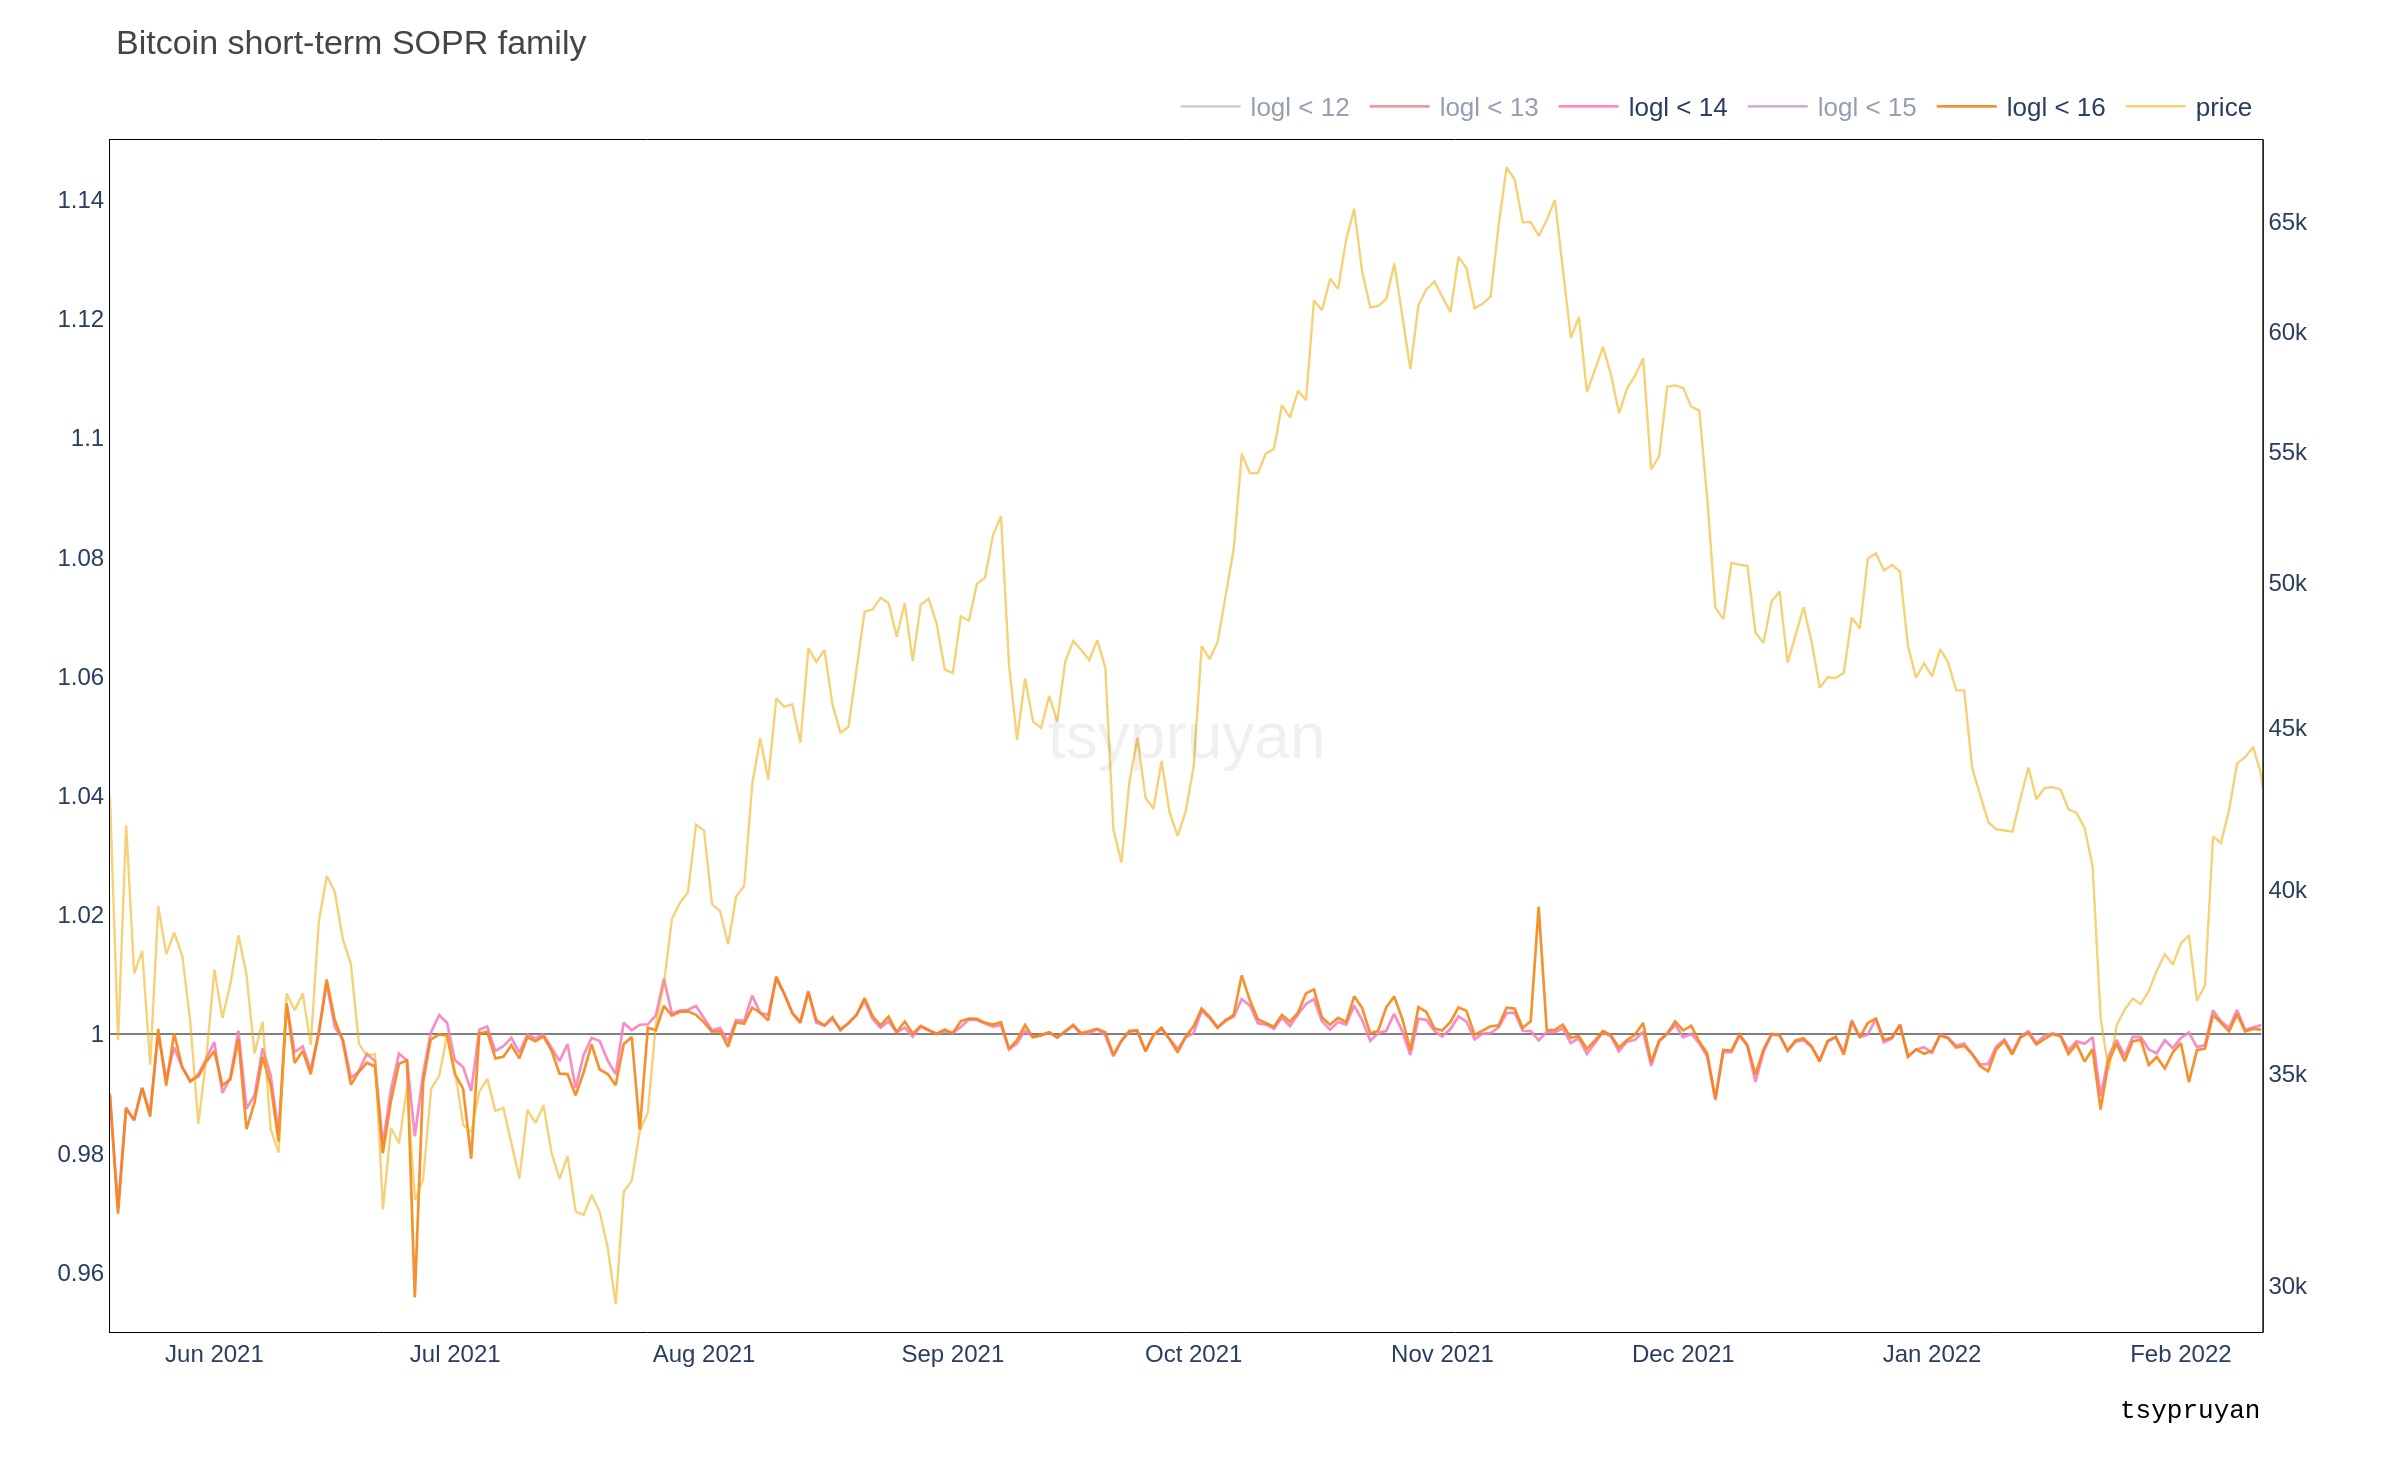 Bitcoin short-term SOPR family
logl < 12 logl < 13 logl < 14 logl < 15 logl < 16 price
1.14
65k
1.12
60k
1.1
55k
1.08
50k
1.06
45k
tsypruyan
1.04
40k
1.02
1
35k
0.98
0.96
30k
Jun 2021 Jul 2021 Aug 2021 Sep 2021 Oct 2021 Nov 2021 Dec 2021 Jan 2022 Feb 2022
tsypruyan